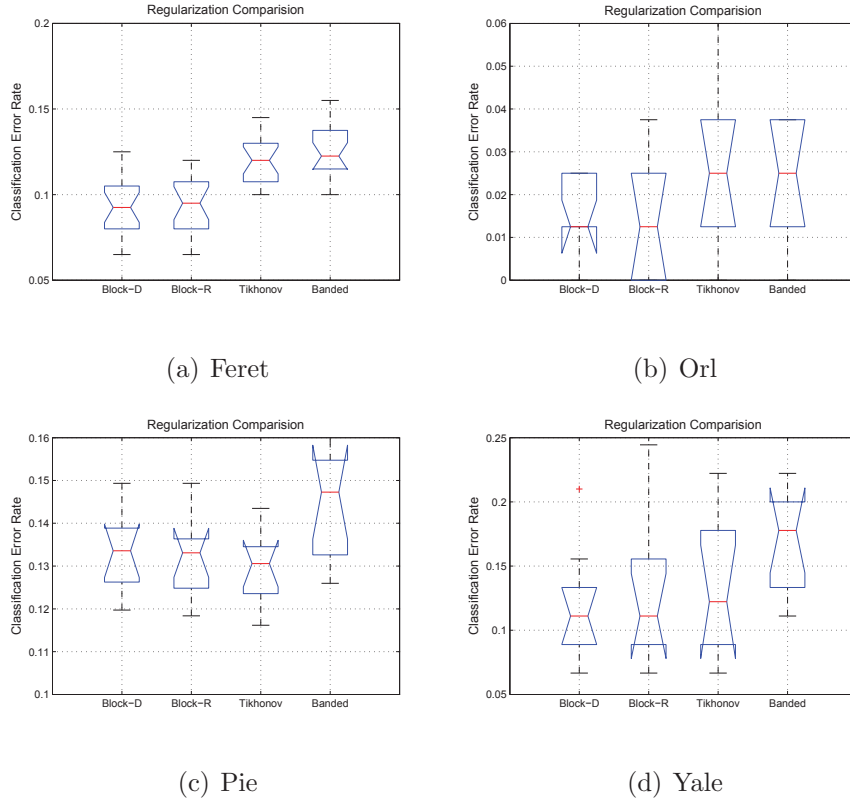 Regularization Comparision
Classification Error Rate
0.2
0.15
0.1
0.05
Block-D Block-R Tikhonov Banded
(a) Feret
Regularization Comparision
Classification Error Rate
0.06
0.05
0.04
0.03
0.02
0.01
0
Block-D Block-R Tikhonov Banded
(b) Orl
Regularization Comparision
Classification Error Rate
0.16
0.15
0.14
0.13
0.12
0.11
0.1
Block-D Block-R Tikhonov Banded
(c) Pie
Regularization Comparision
Classification Error Rate
0.25
0.2
0.15
0.1
0.05
Block-D Block-R Tikhonov Banded
(d) Yale